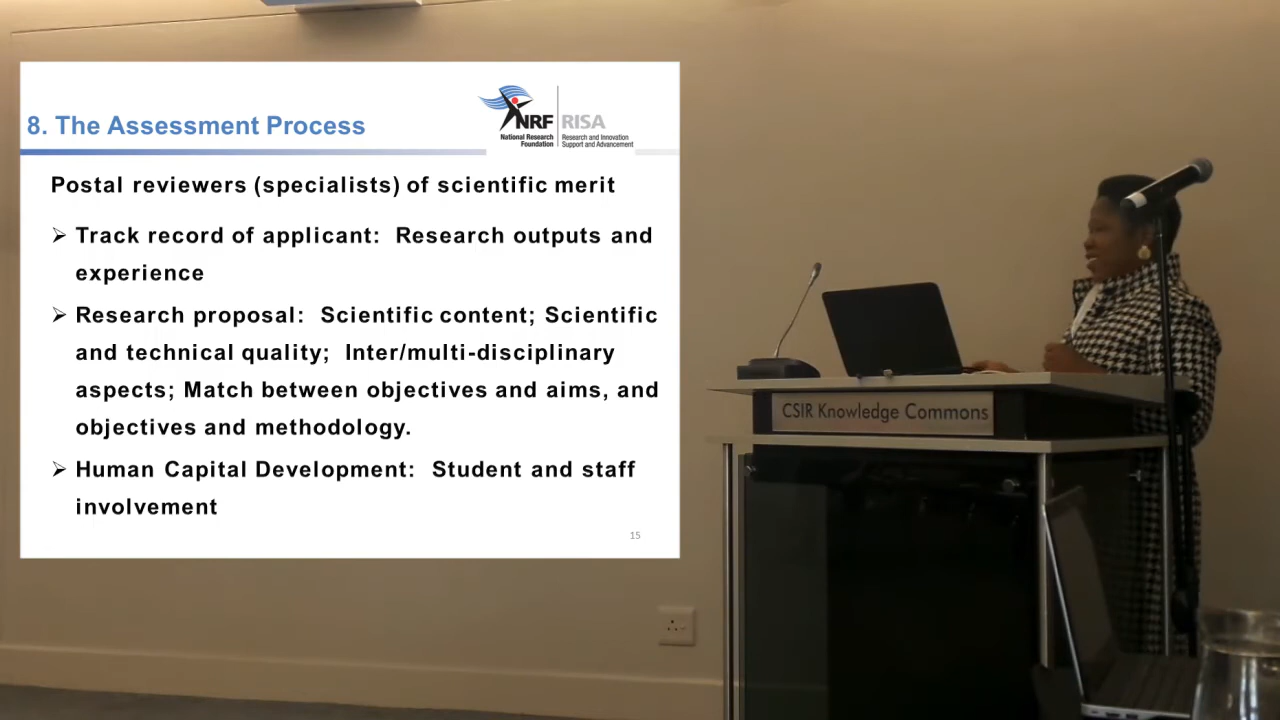 8. The Assessment Process
NRF
National Research
Foundation
RISA
Research and Innovation
Support and Advancement
Postal reviewers (specialists) of scientific merit
➢ Track record of applicant: Research outputs and
experience
➢ Research proposal: Scientific content; Scientific
and technical quality; Inter/multi-disciplinary
aspects; Match between objectives and aims, and
objectives and methodology.
➢ Human Capital Development: Student and staff
involvement
15
CSIR Knowledge Commons